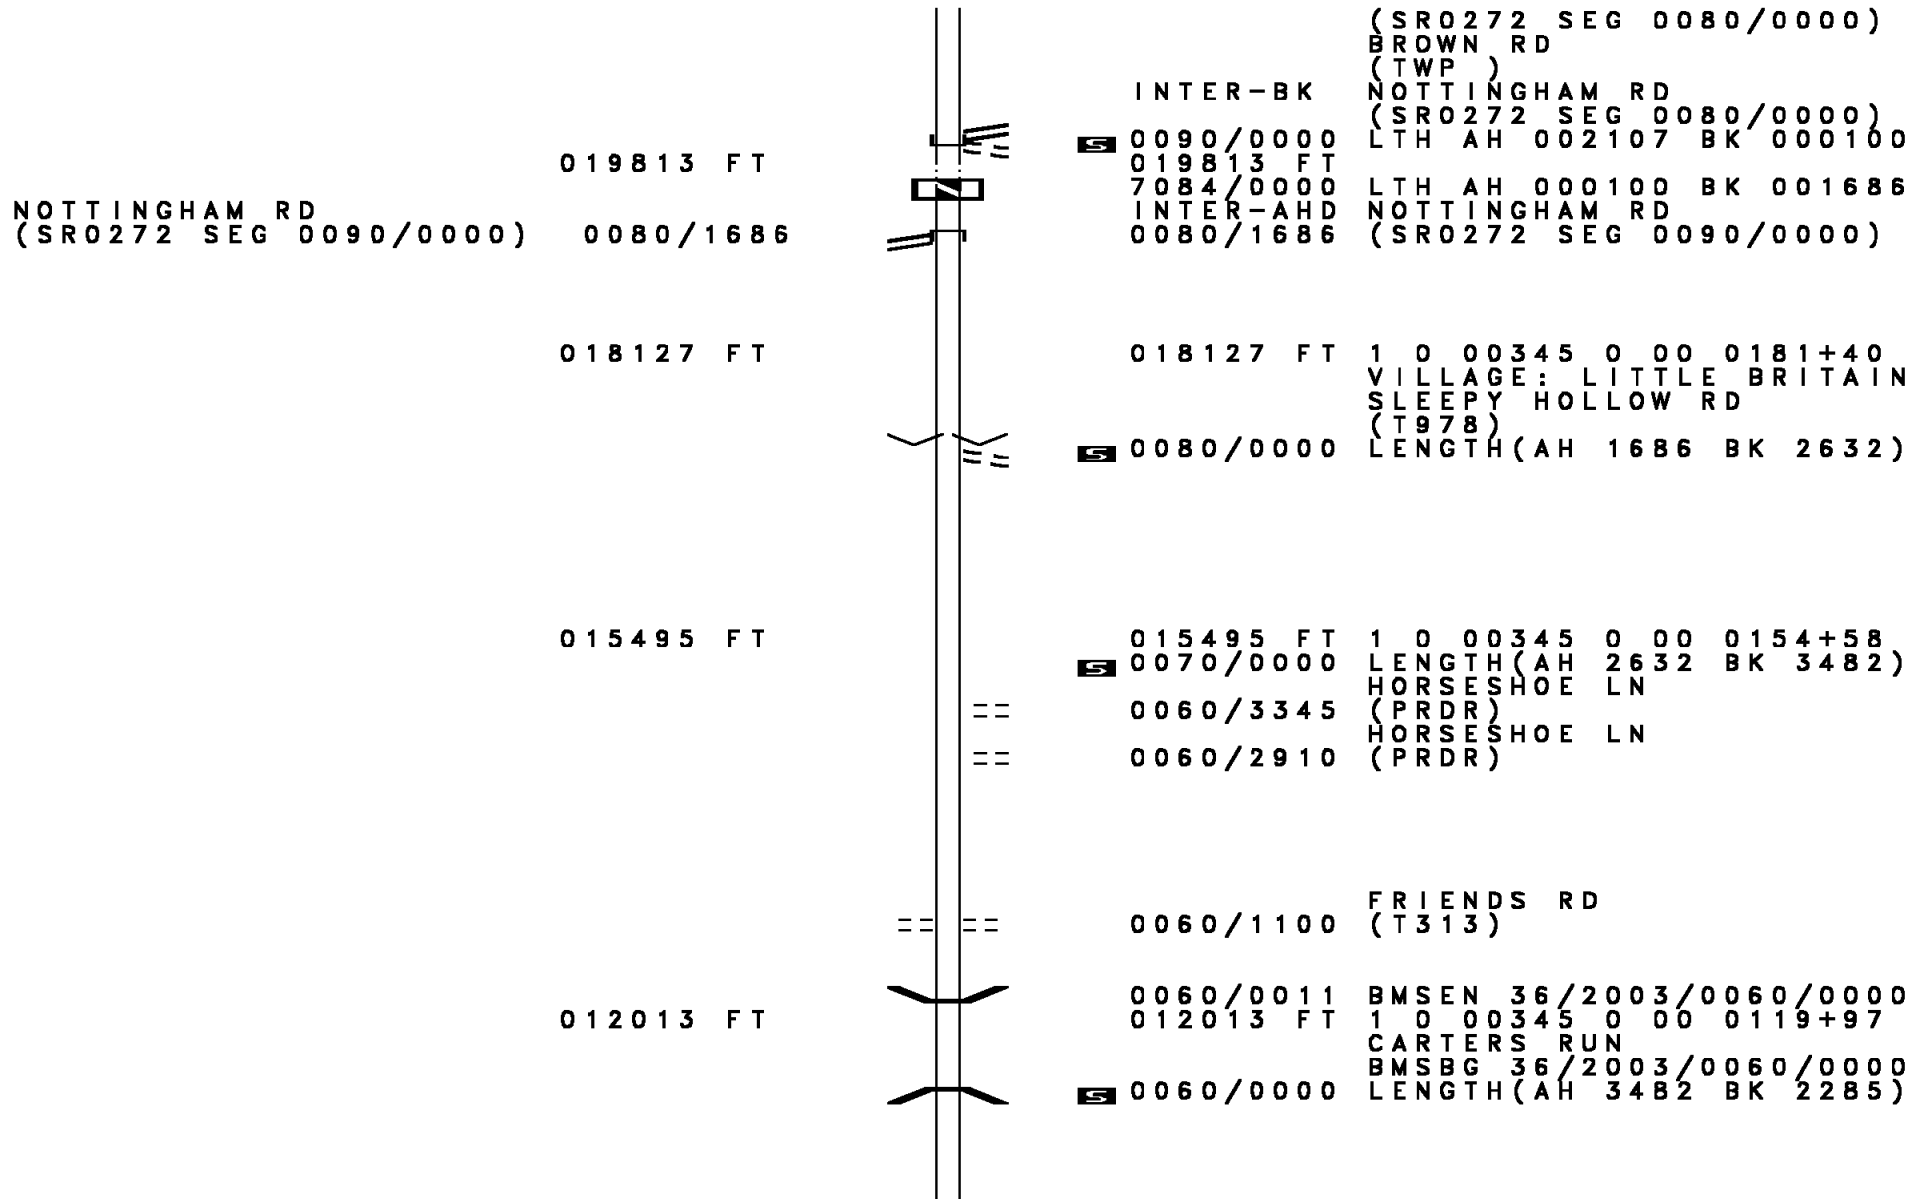 (SR0272 SEG 0080/0000)
BROWN RD
(TWP )
INTER-BK NOTTINGHAM RD
(SR0272 SEG 0080/0000)
S 0090/0000 LTH AH 002107 BK 000100
019813 FT 019813 FT
7084/0000 LTH AH 000100 BK 001686
NOTTINGHAM RD INTER-AHD NOTTINGHAM RD
(SR0272 SEG 0090/0000) 0080/1686 0080/1686 (SR0272 SEG 0090/0000)
018127 FT 018127 FT 1 0 00345 0 00 0181+40
VILLAGE: LITTLE BRITAIN
SLEEPY HOLLOW RD
(T978)
S 0080/0000 LENGTH(AH 1686 BK 2632)
015495 FT 015495 FT 1 0 00345 0 00 0154+58
S 0070/0000 LENGTH(AH 2632 BK 3482)
HORSESHOE LN
0060/3345 (PRDR)
HORSESHOE LN
0060/2910 (PRDR)
FRIENDS RD
0060/1100 (T313)
0060/0011 BMSEN 36/2003/0060/0000
012013 FT 012013 FT 1 0 00345 0 00 0119+97
CARTERS RUN
BMSBG 36/2003/0060/0000
S 0060/0000 LENGTH(AH 3482 BK 2285)